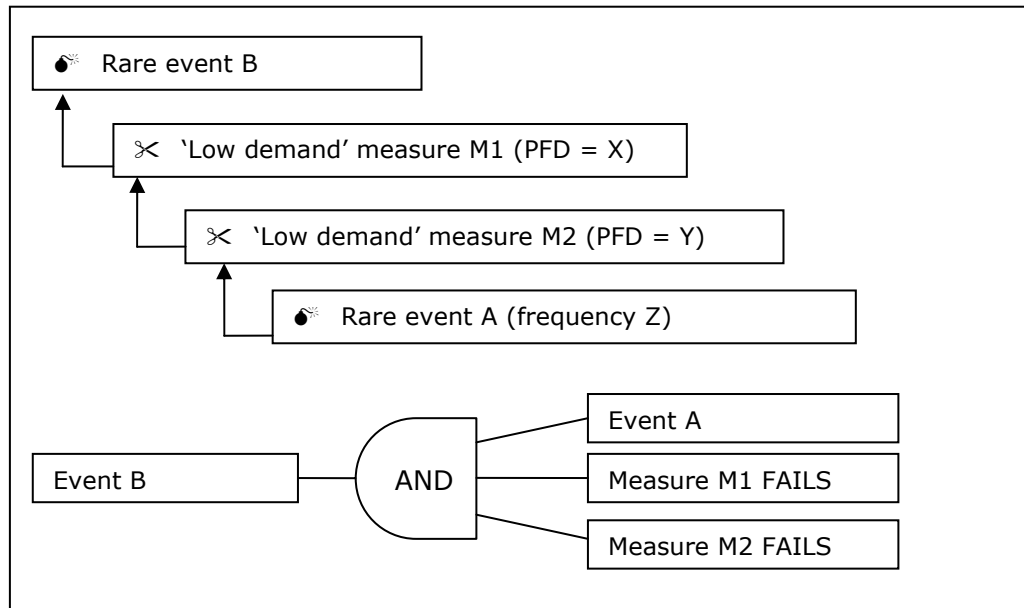 Rare event B
‘Low demand’ measure M1 (PFD = X)
‘Low demand’ measure M2 (PFD = Y)
Rare event A (frequency Z)
Event A
Event B
AND
Measure M1 FAILS
Measure M2 FAILS